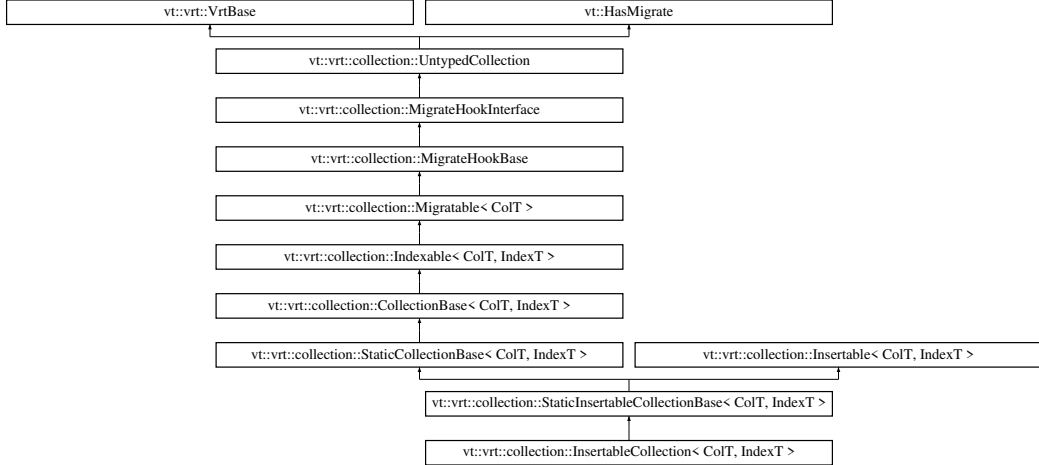 vt::vrt::VrtBase
vt::HasMigrate
vt::vrt::collection::UntypedCollection
vt::vrt::collection::MigrateHookInterface
vt::vrt::collection::MigrateHookBase
vt::vrt::collection::Migratable< ColT >
vt::vrt::collection::Indexable< ColT, IndexT >
vt::vrt::collection::CollectionBase< ColT, IndexT >
vt::vrt::collection::StaticCollectionBase< ColT, IndexT >
vt::vrt::collection::Insertable< ColT, IndexT >
vt::vrt::collection::StaticInsertableCollectionBase< ColT, IndexT >
vt::vrt::collection::InsertableCollection< ColT, IndexT >